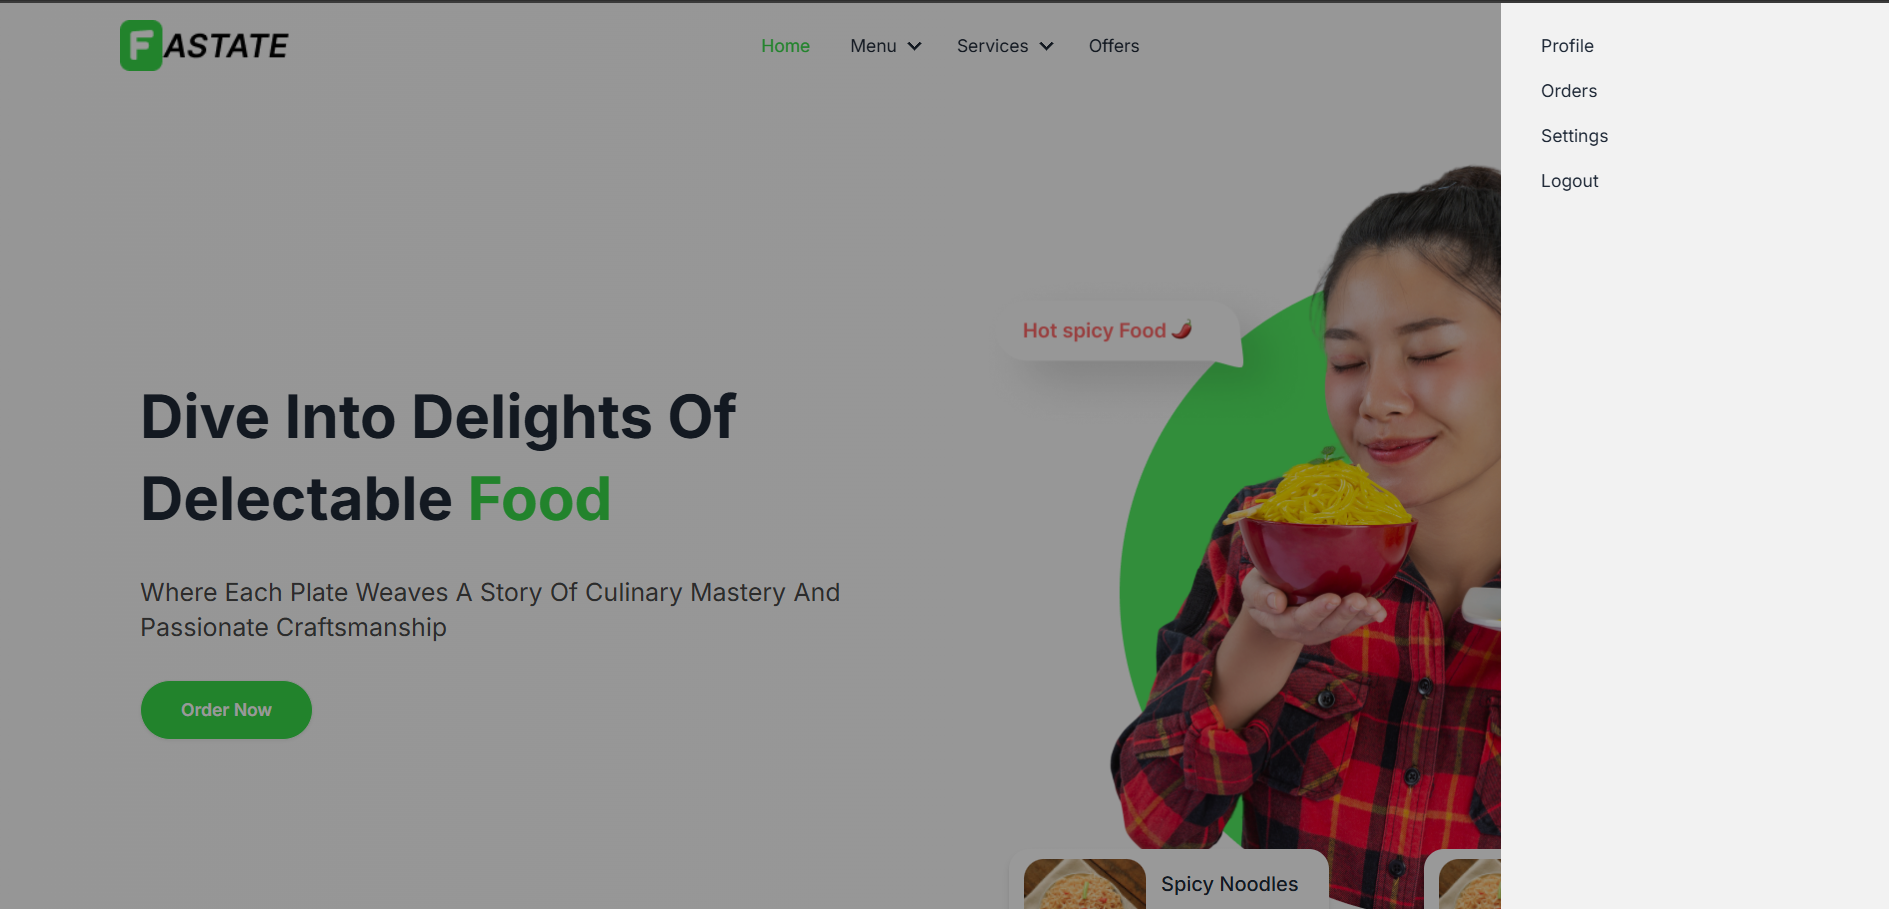 FASTATE
Home Menu Services Offers
Profile
Orders
Settings
Logout
Hot spicy Food 🌶️
Dive Into Delights Of
Delectable Food
Where Each Plate Weaves A Story Of Culinary Mastery And
Passionate Craftsmanship
Order Now
Spicy Noodles